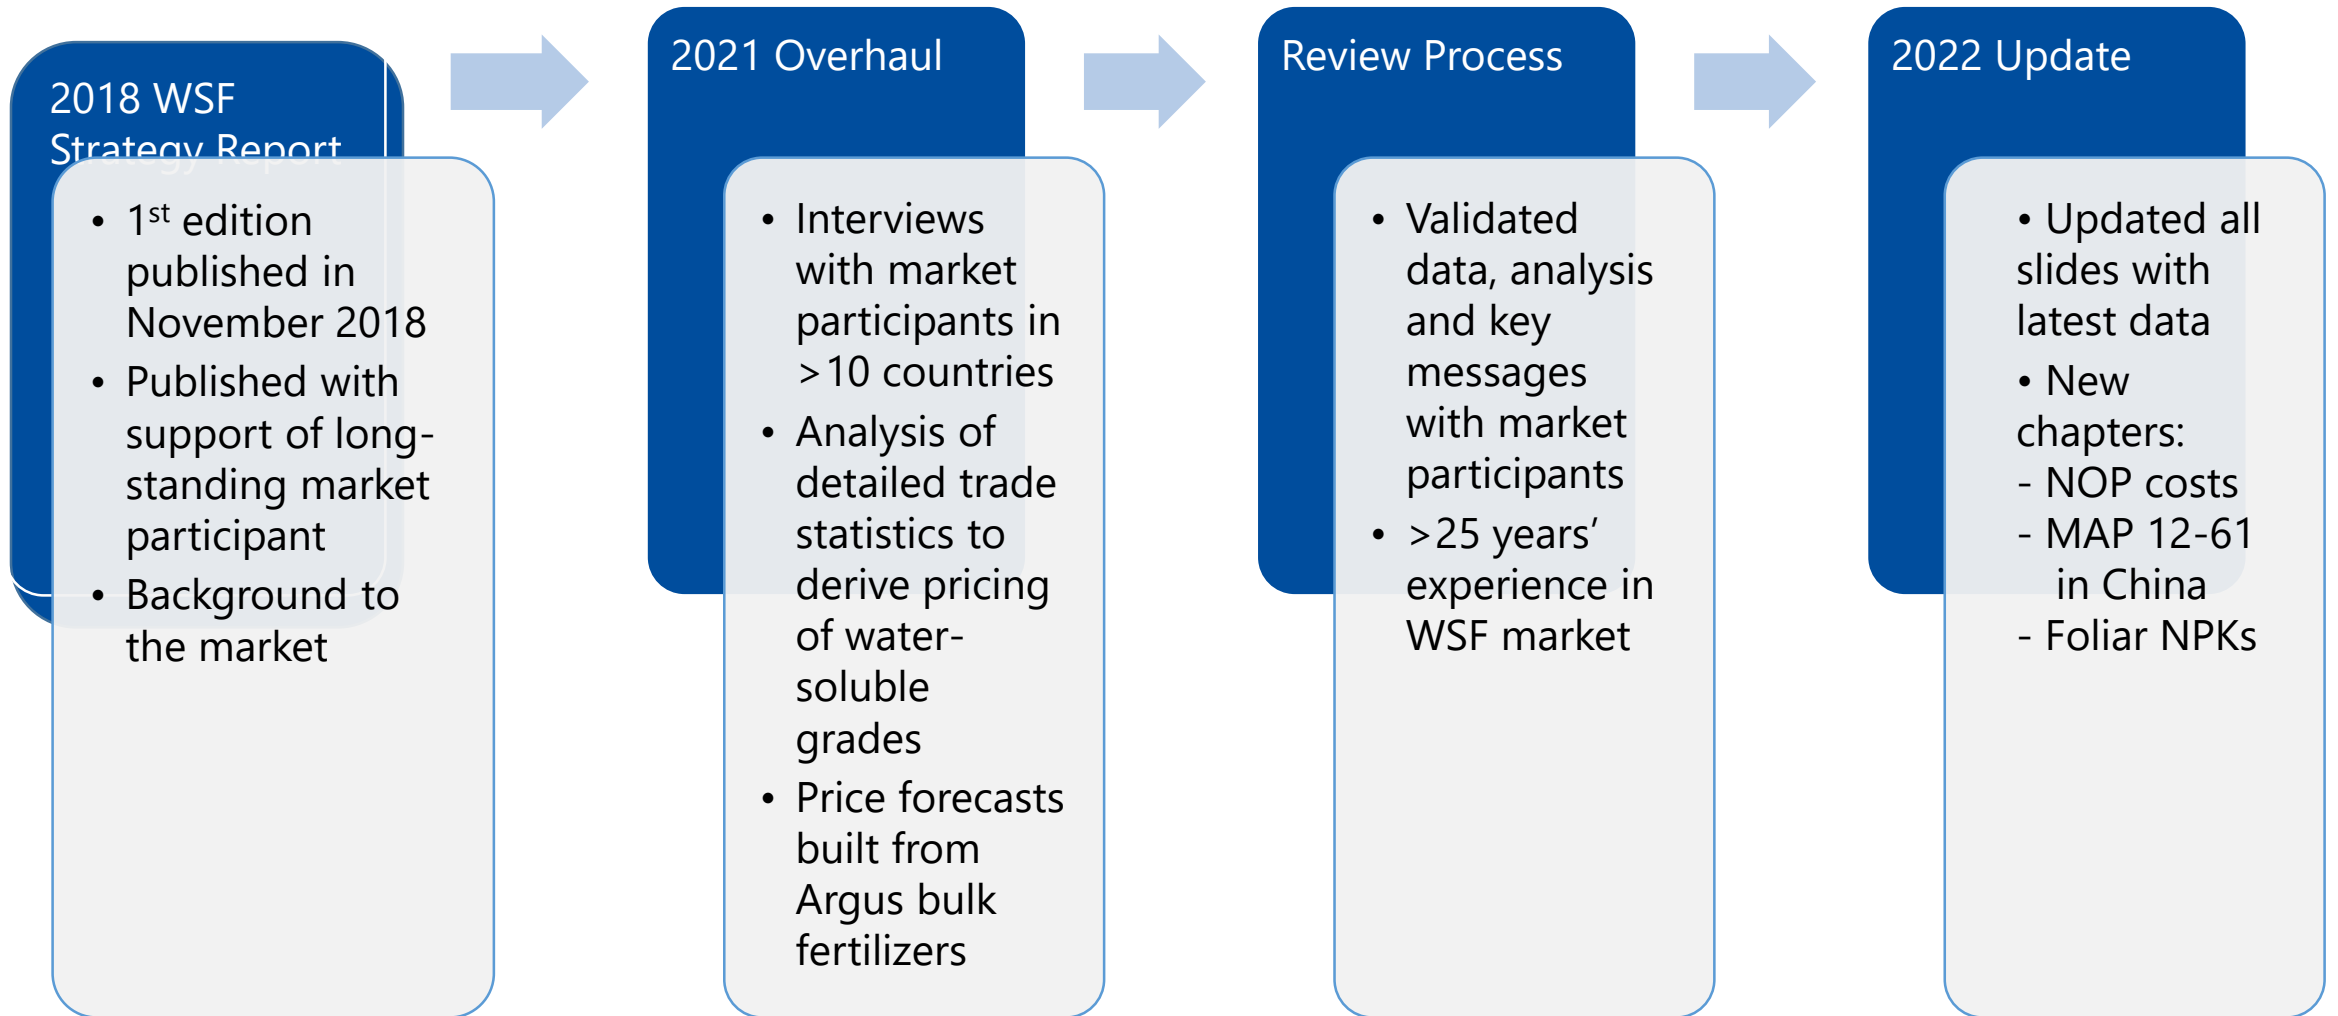 2018 WSF
Strategy Report
• 1st edition
published in
November 2018
• Published with
support of long-
standing market
participant
• Background to
the market
2021 Overhaul
• Interviews
with market
participants in
>10 countries
• Analysis of
detailed trade
statistics to
derive pricing
of water-
soluble
grades
• Price forecasts
built from
Argus bulk
fertilizers
Review Process
• Validated
data, analysis
and key
messages
with market
participants
• >25 years’
experience in
WSF market
2022 Update
• Updated all
slides with
latest data
• New
chapters:
- NOP costs
- MAP 12-61
in China
- Foliar NPKs